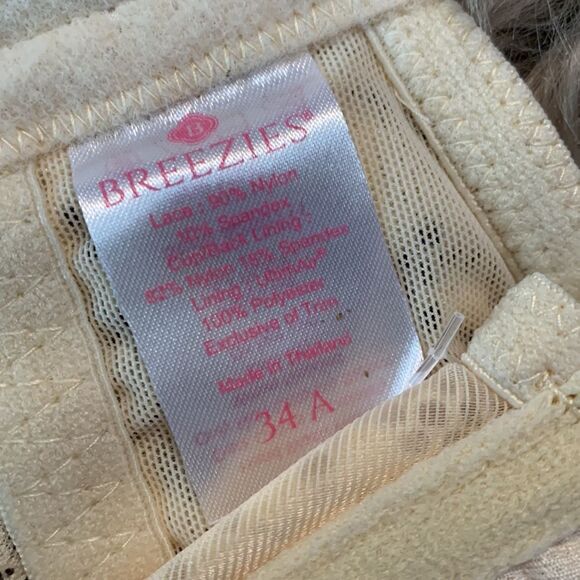 B
BREEZIES®
Lace : 90% Nylon
10% Spandex
Cup/Back Lining :
82% Nylon 18% Spandex
Lining : UltimAir®
100% Polyester
Exclusive of Trim
Made in Thailand
34 A